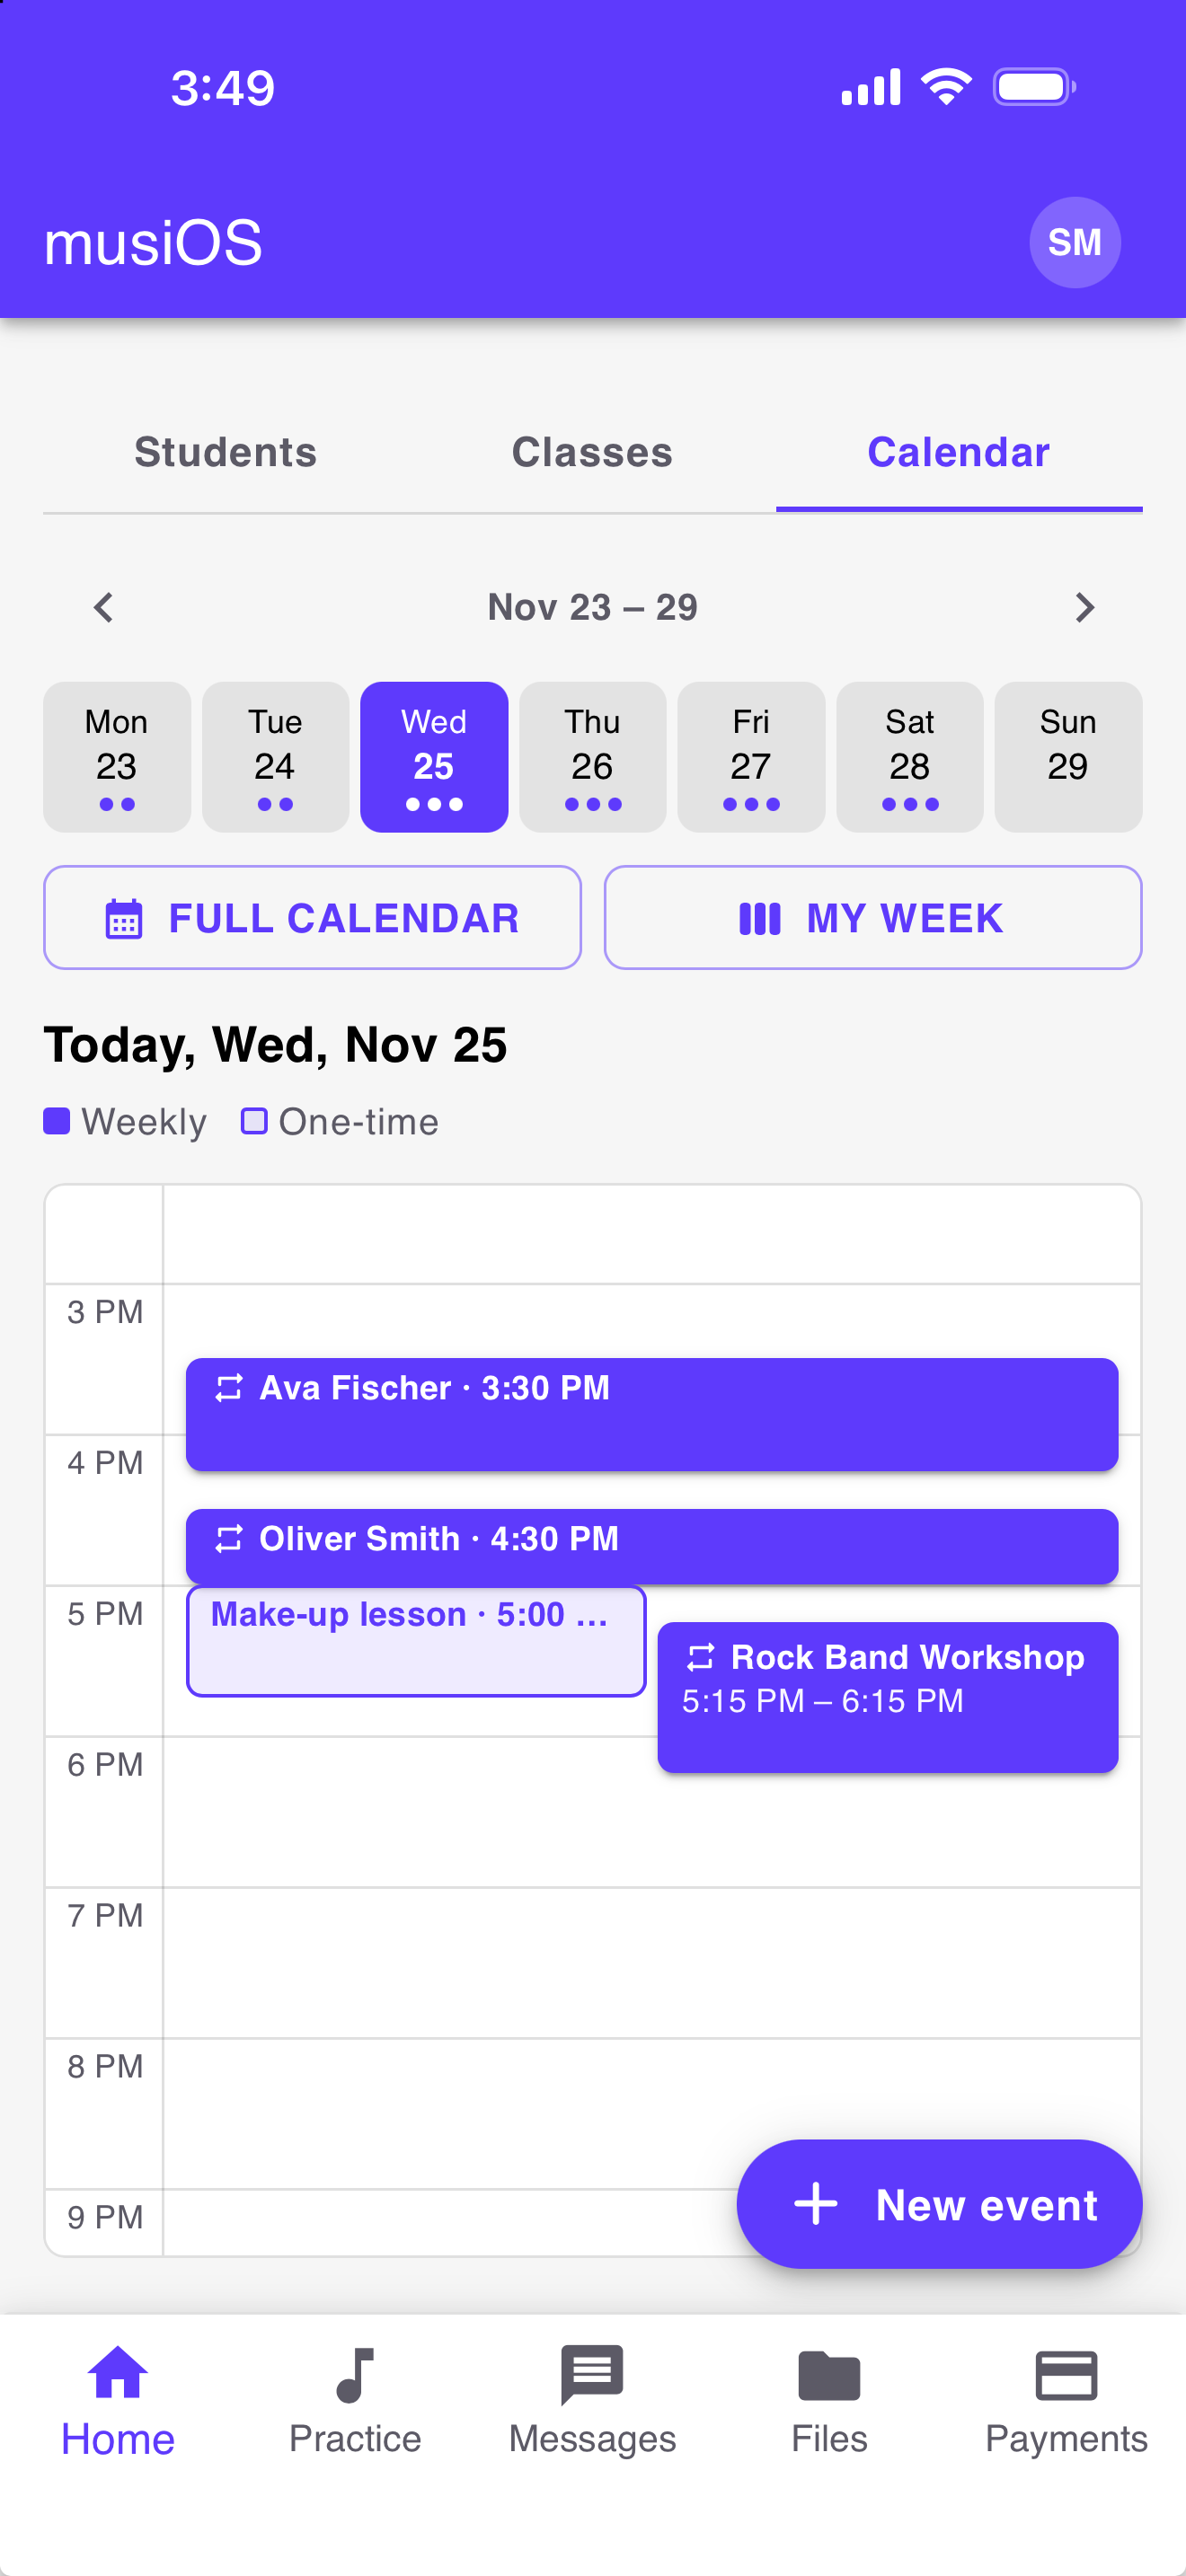 3:49
musiOS
SM
Students Classes Calendar
Nov 23 – 29
Mon Tue Wed Thu Fri Sat Sun
23 24 25 26 27 28 29
FULL CALENDAR MY WEEK
Today, Wed, Nov 25
Weekly One-time
3 PM
Ava Fischer · 3:30 PM
4 PM
Oliver Smith · 4:30 PM
5 PM
Make-up lesson · 5:00 ...
Rock Band Workshop
5:15 PM – 6:15 PM
6 PM
7 PM
8 PM
9 PM
New event
Home Practice Messages Files Payments